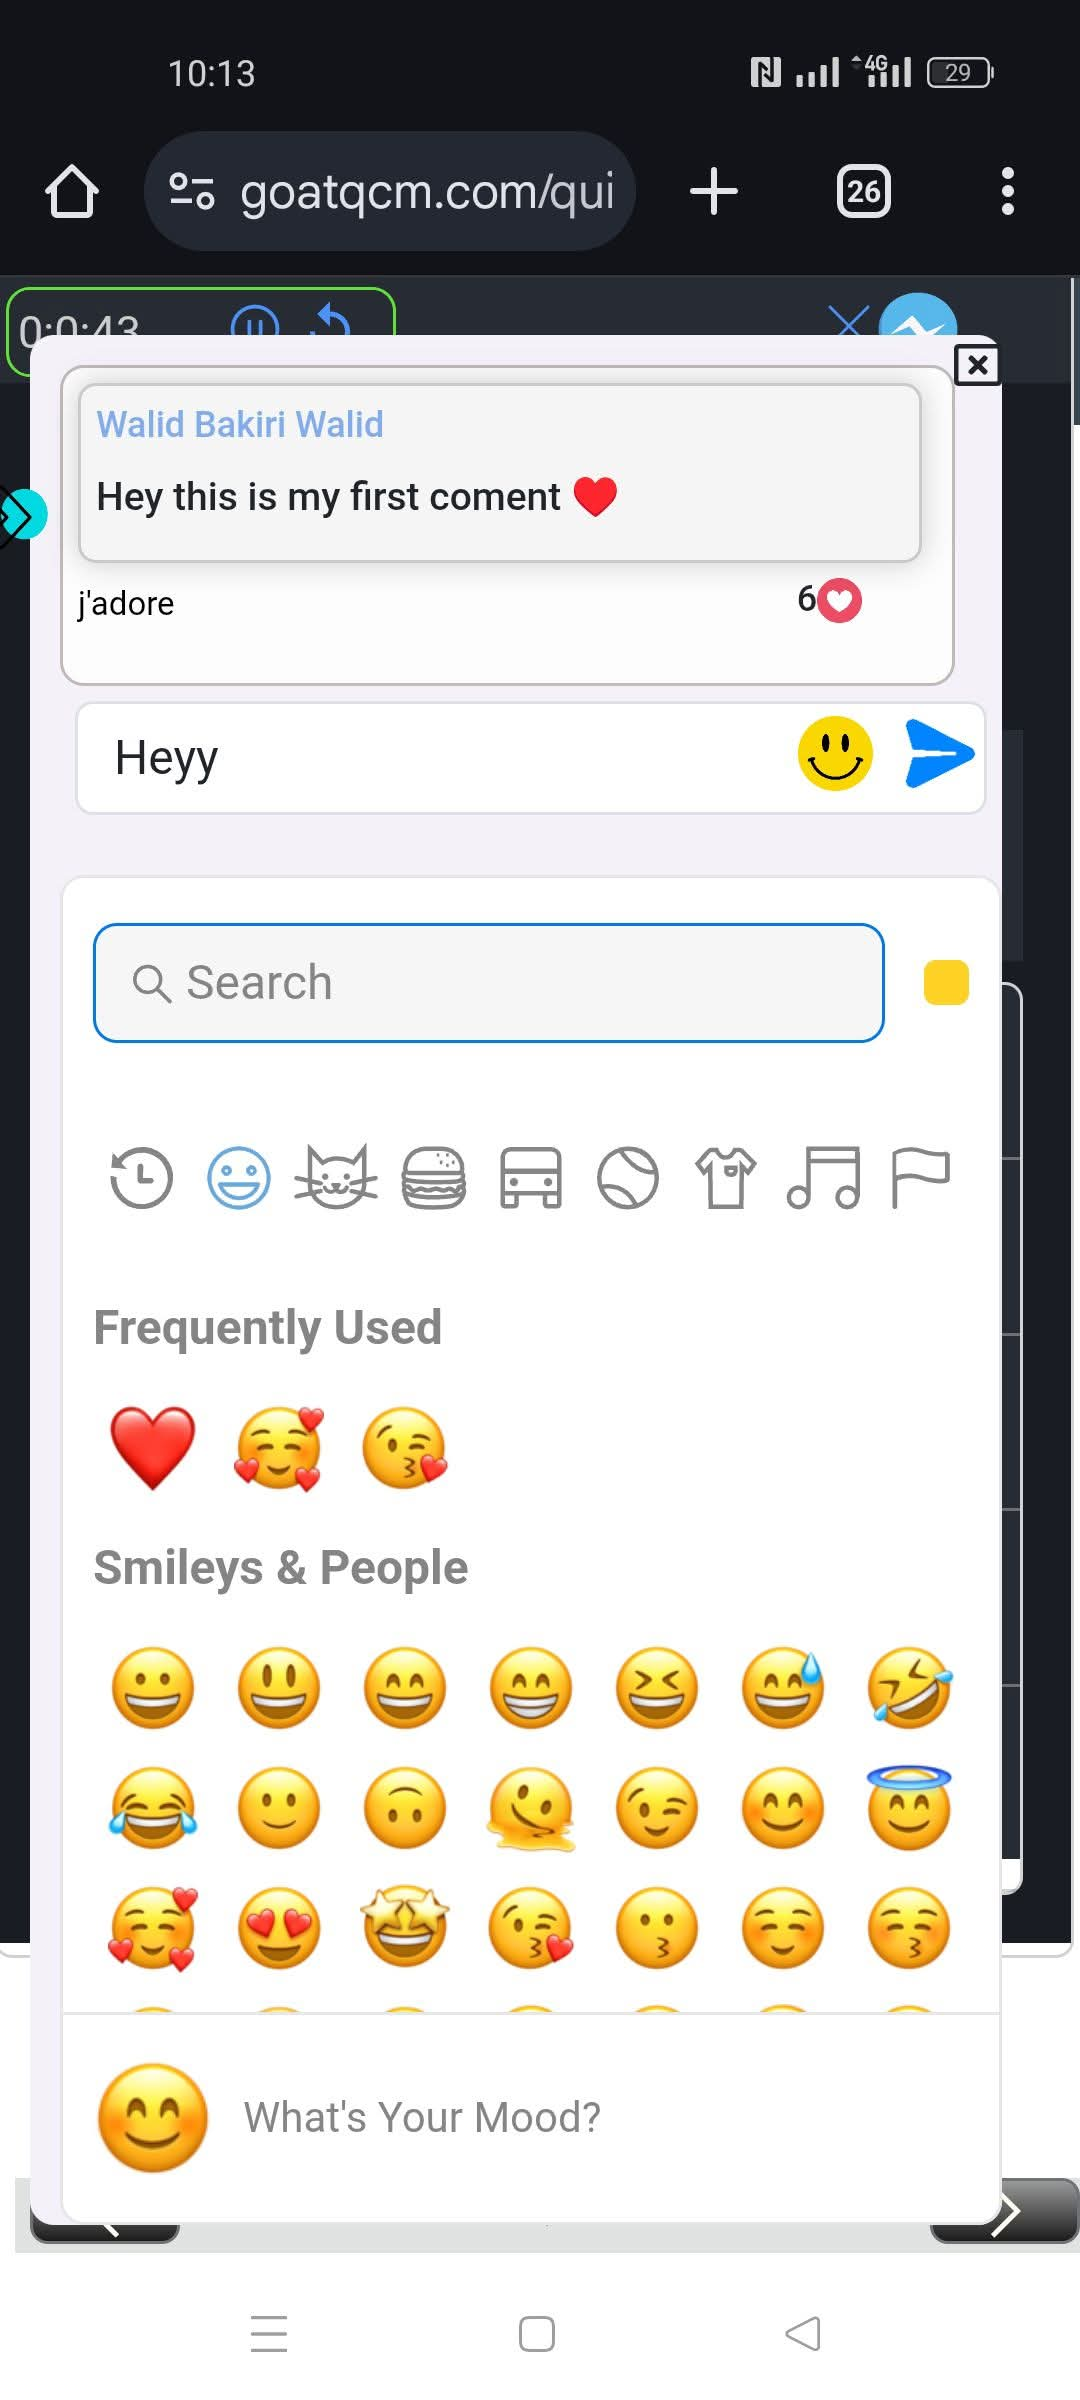 10:13
4G
29
goatqcm.com/qui
26
0:0:43
Walid Bakiri Walid
Hey this is my first coment ❤️
j'adore
6
Heyy
Search
Frequently Used
Smileys & People
What's Your Mood?